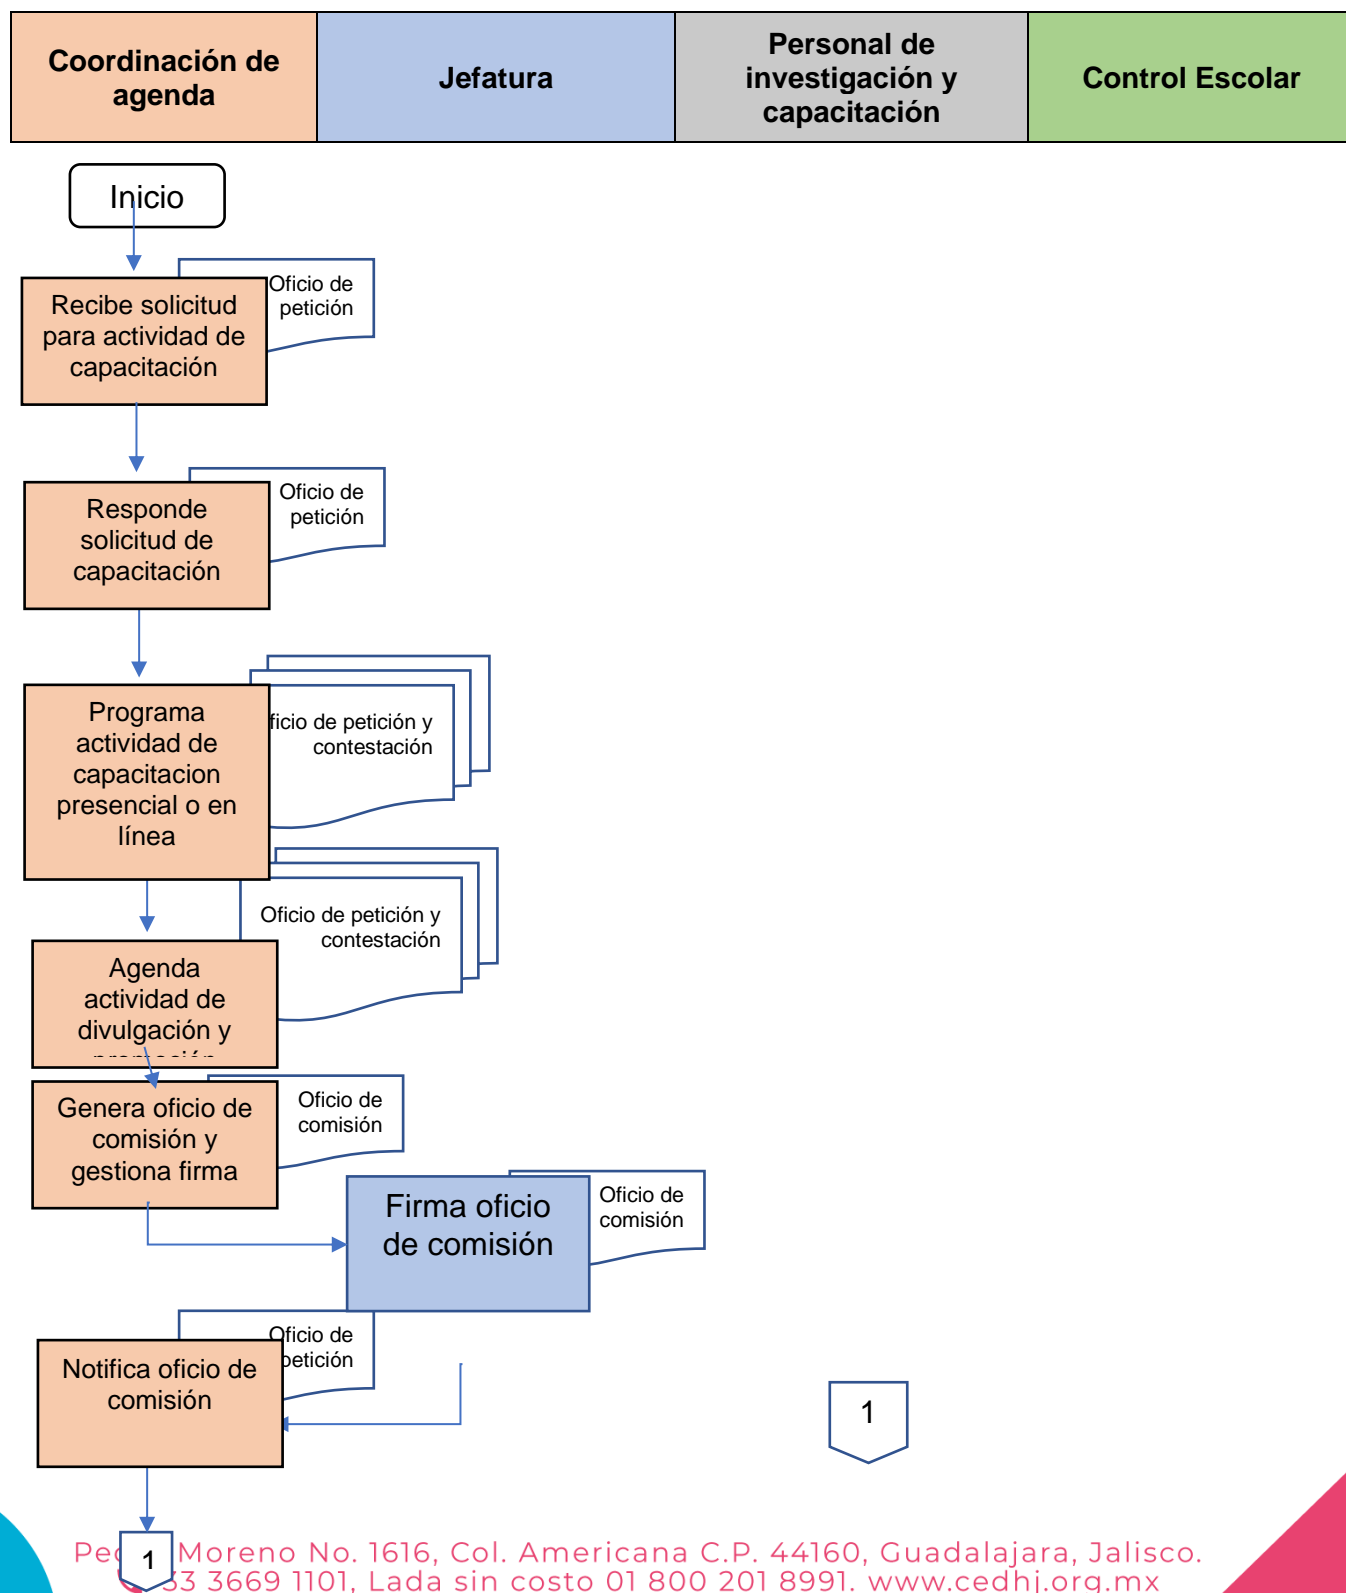 Coordinación de
agenda
Jefatura
Personal de
investigación y
capacitación
Control Escolar
Inicio
Oficio de
petición
Recibe solicitud
para actividad de
capacitación
Oficio de
petición
Responde
solicitud de
capacitación
ficio de petición y
contestación
Programa
actividad de
capacitacion
presencial o en
línea
Oficio de petición y
contestación
Agenda
actividad de
divulgación y
promoción
Oficio de
comisión
Genera oficio de
comisión y
gestiona firma
Firma oficio
de comisión
Oficio de
comisión
Oficio de
petición
Notifica oficio de
comisión
1
1
Moreno No. 1616, Col. Americana C.P. 44160, Guadalajara, Jalisco.
33 3669 1101, Lada sin costo 01 800 201 8991. www.cedhj.org.mx